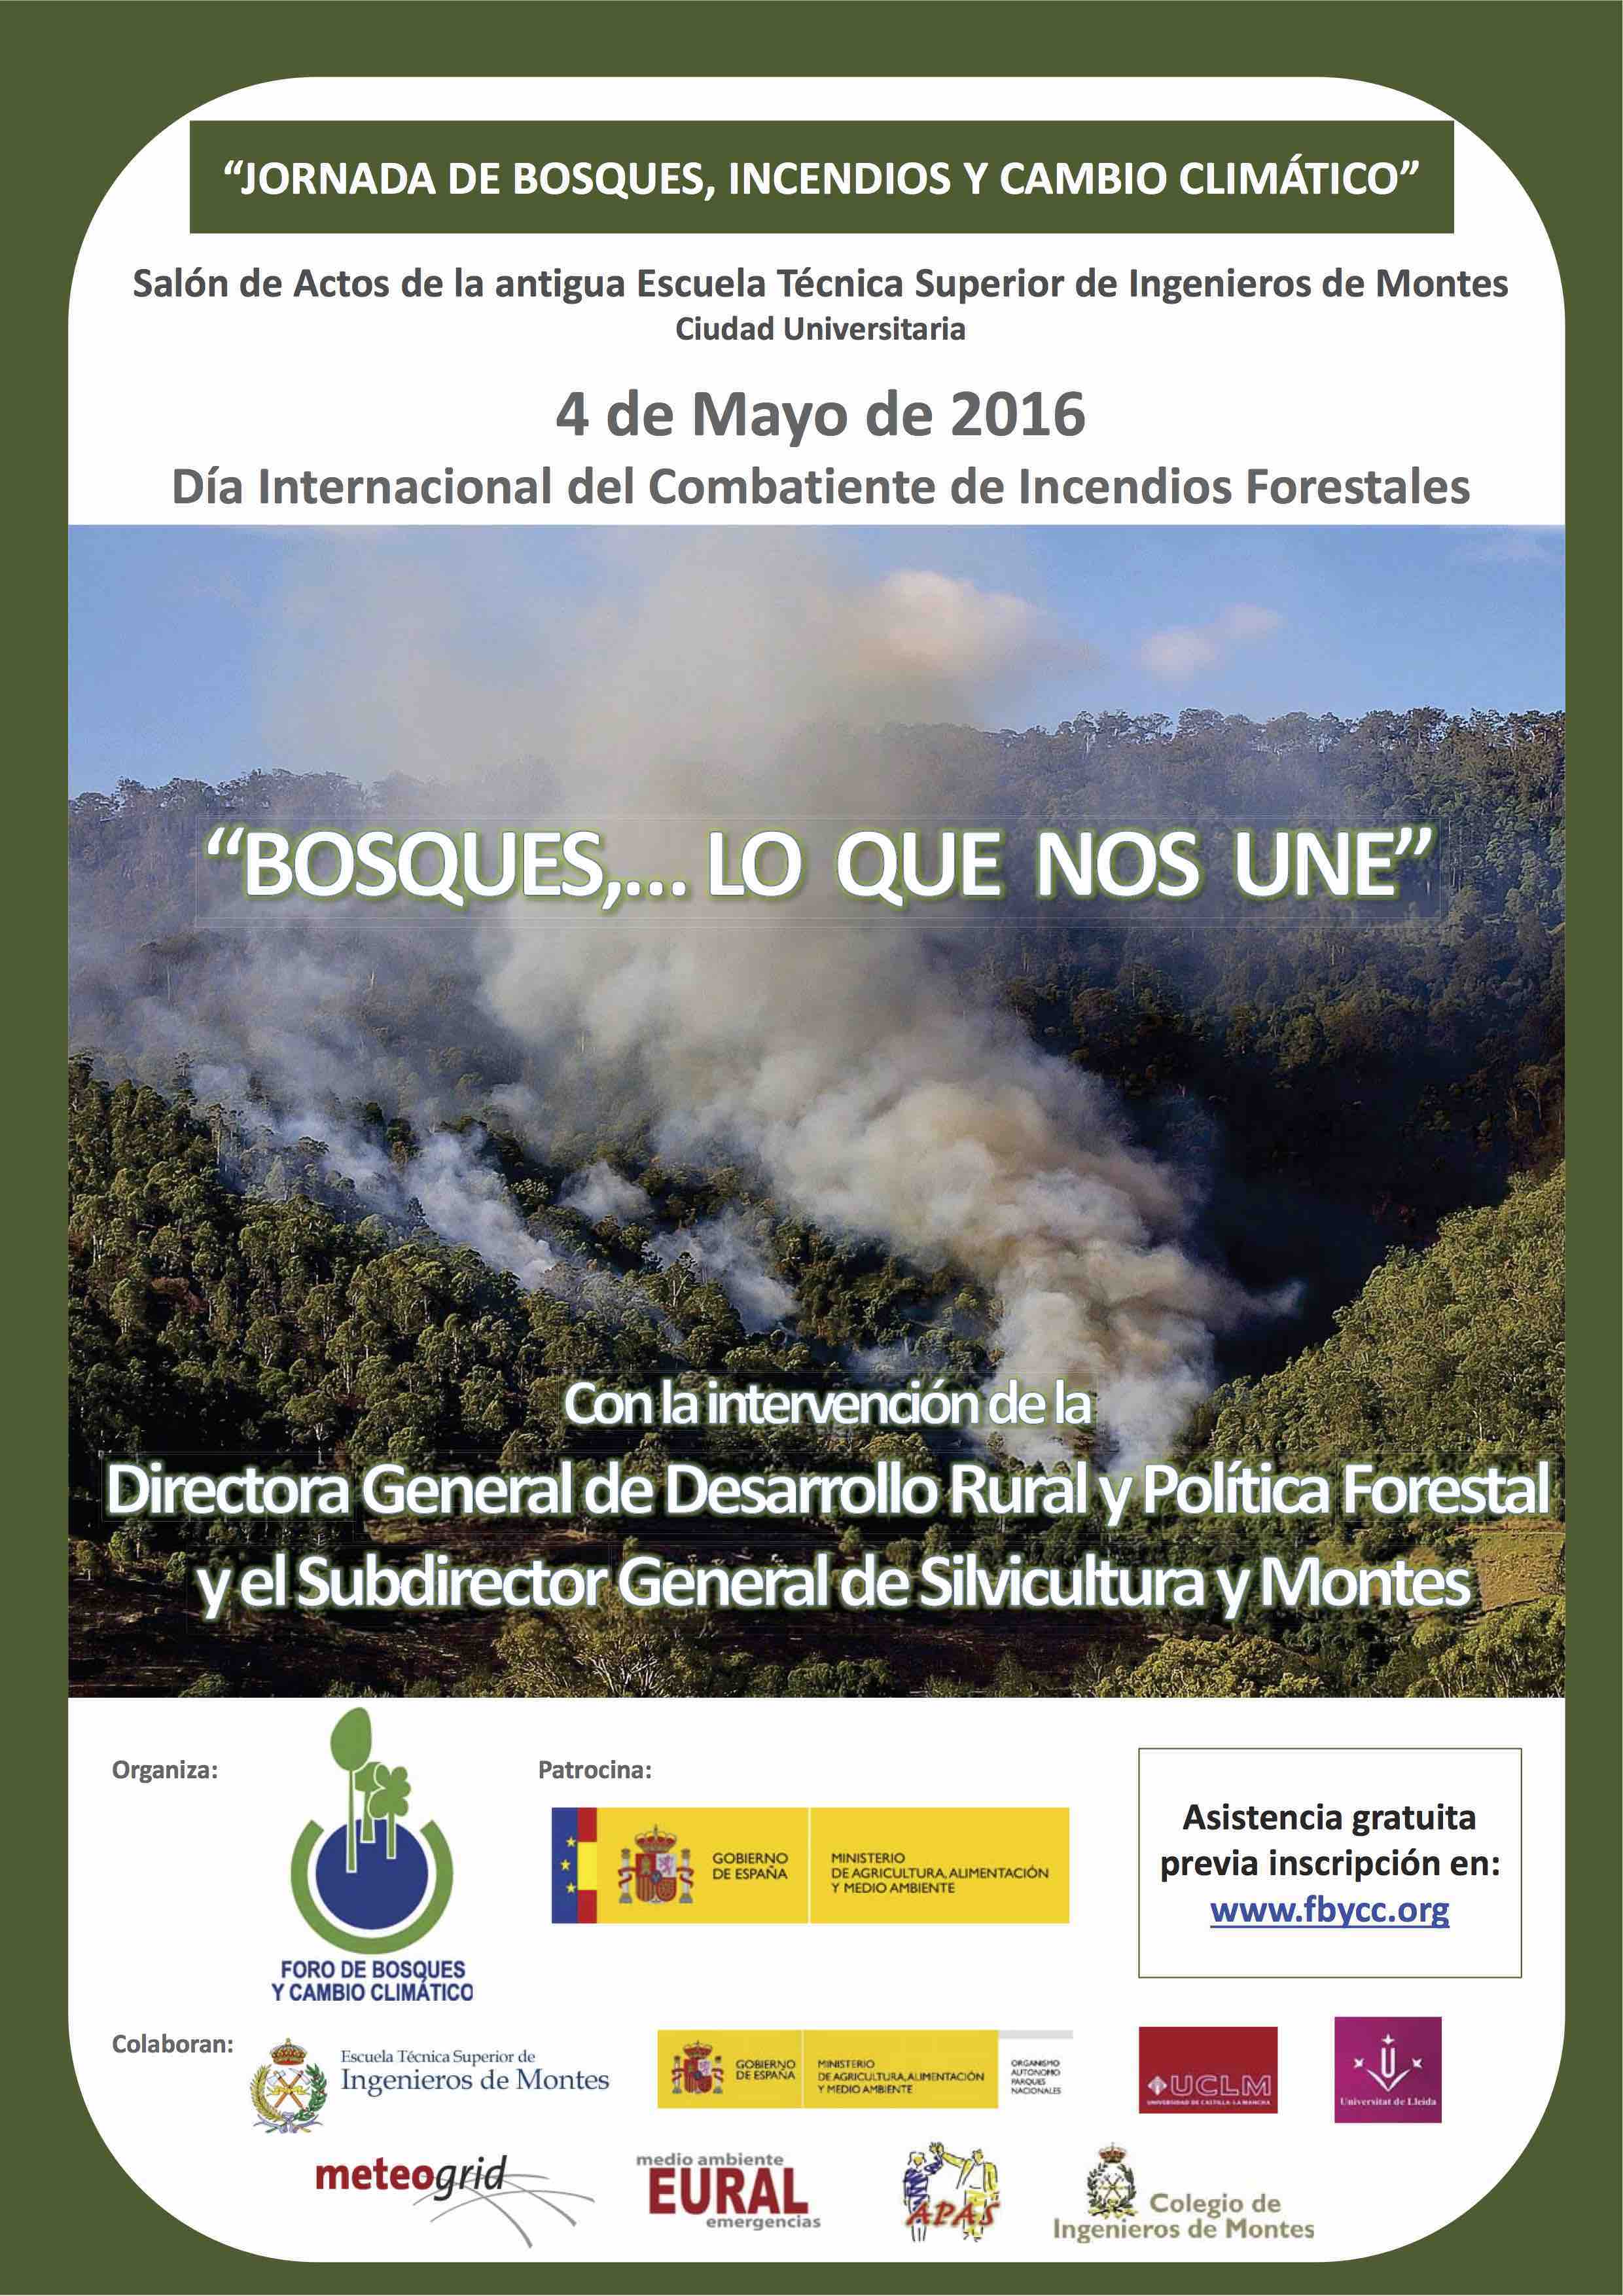 “JORNADA DE BOSQUES, INCENDIOS Y CAMBIO CLIMÁTICO”
Salón de Actos de la antigua Escuela Técnica Superior de Ingenieros de Montes
Ciudad Universitaria
4 de Mayo de 2016
Día Internacional del Combatiente de Incendios Forestales
“BOSQUES,... LO QUE NOS UNE”
Con la intervención de la
Directora General de Desarrollo Rural y Política Forestal
y el Subdirector General de Silvicultura y Montes
Organiza:
FORO DE BOSQUES
Y CAMBIO CLIMÁTICO
Patrocina:
GOBIERNO
DE ESPAÑA
MINISTERIO
DE AGRICULTURA, ALIMENTACIÓN
Y MEDIO AMBIENTE
Asistencia gratuita
previa inscripción en:
www.fbycc.org
Colaboran:
Escuela Técnica Superior de
Ingenieros de Montes
GOBIERNO
DE ESPAÑA
MINISTERIO
DE AGRICULTURA, ALIMENTACIÓN
Y MEDIO AMBIENTE
ORGANISMO
AUTONOMO
PARQUES
NACIONALES
UCLM
UNIVERSIDAD DE CASTILLA-LA MANCHA
Universitat de Lleida
meteogrid
medio ambiente
EURAL
emergencias
APAS
Colegio de
Ingenieros de Montes